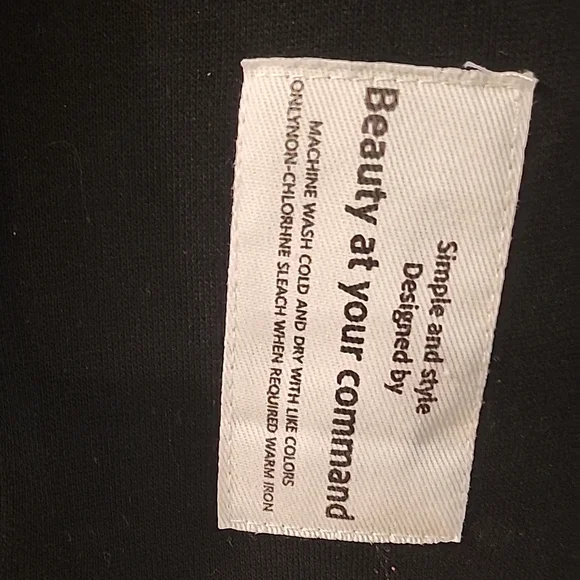 Simple and style
Designed by
Beauty at your command
MACHINE WASH COLD AND DRY WITH LIKE COLORS
ONLYNON-CHLORHNE SLEACH WHEN REQUIRED WARM IRON